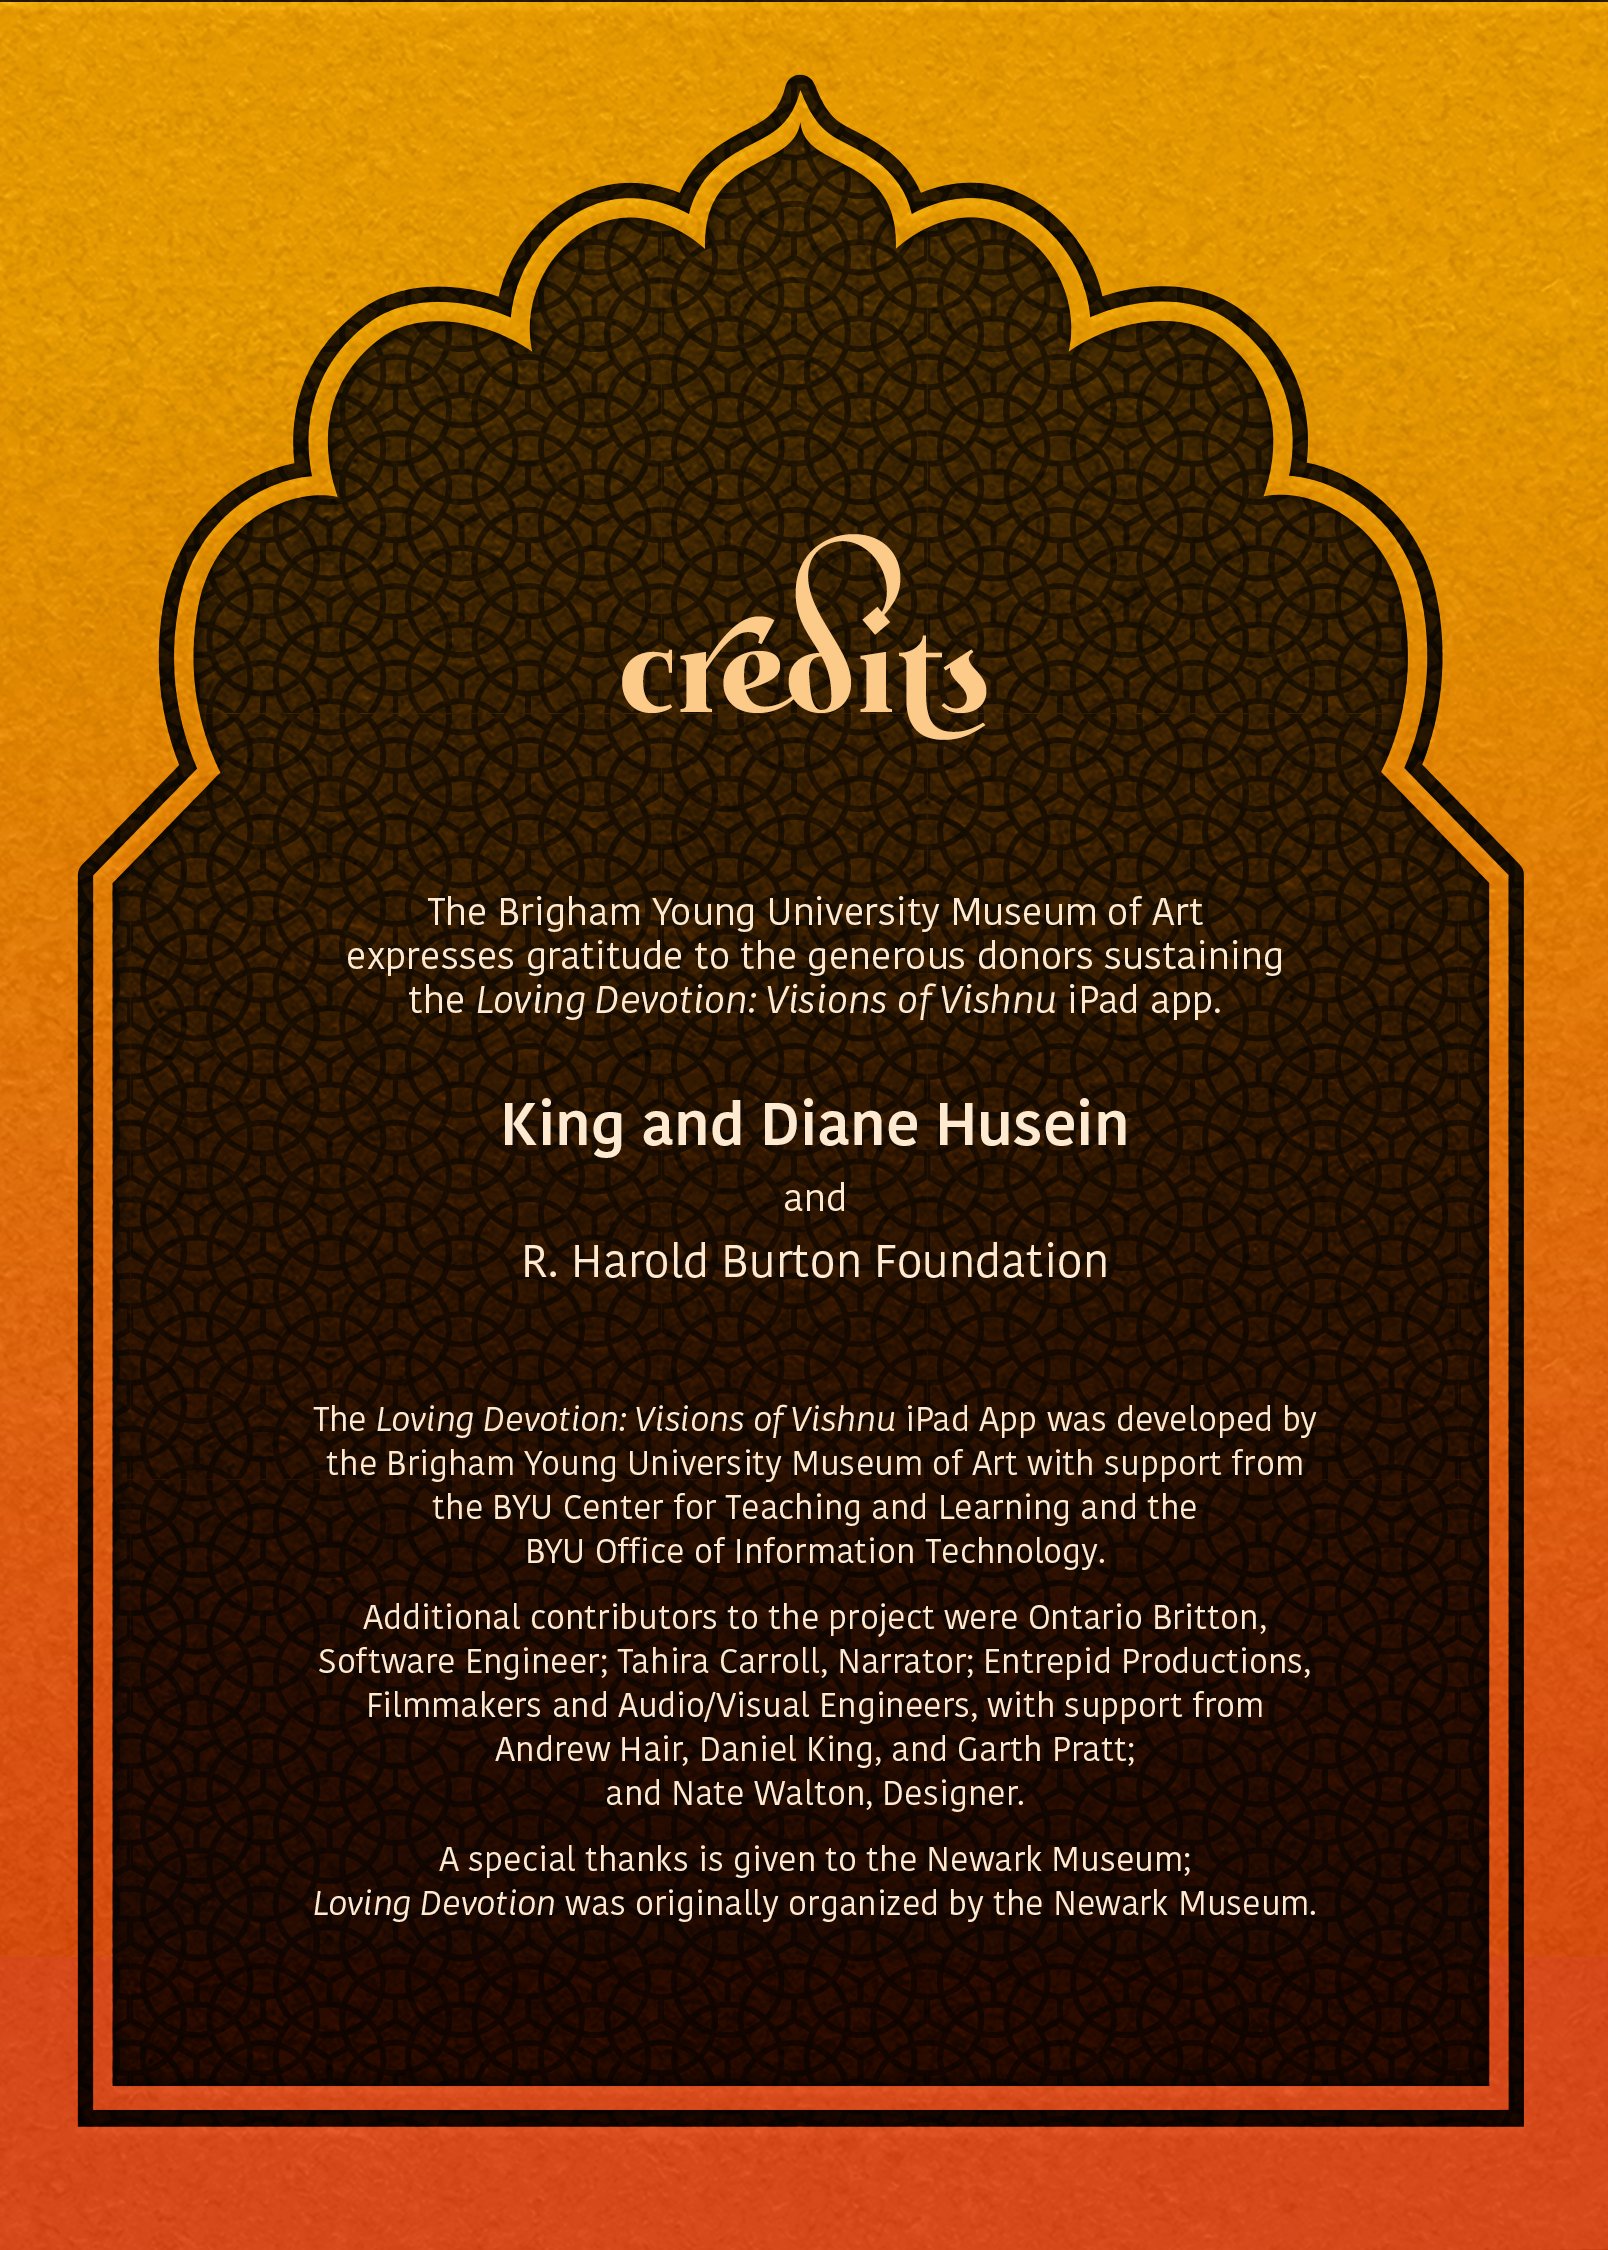 credits
The Brigham Young University Museum of Art
expresses gratitude to the generous donors sustaining
the Loving Devotion: Visions of Vishnu iPad app.
King and Diane Husein
and
R. Harold Burton Foundation
The Loving Devotion: Visions of Vishnu iPad App was developed by
the Brigham Young University Museum of Art with support from
the BYU Center for Teaching and Learning and the
BYU Office of Information Technology.
Additional contributors to the project were Ontario Britton,
Software Engineer; Tahira Carroll, Narrator; Entrepid Productions,
Filmmakers and Audio/Visual Engineers, with support from
Andrew Hair, Daniel King, and Garth Pratt;
and Nate Walton, Designer.
A special thanks is given to the Newark Museum;
Loving Devotion was originally organized by the Newark Museum.